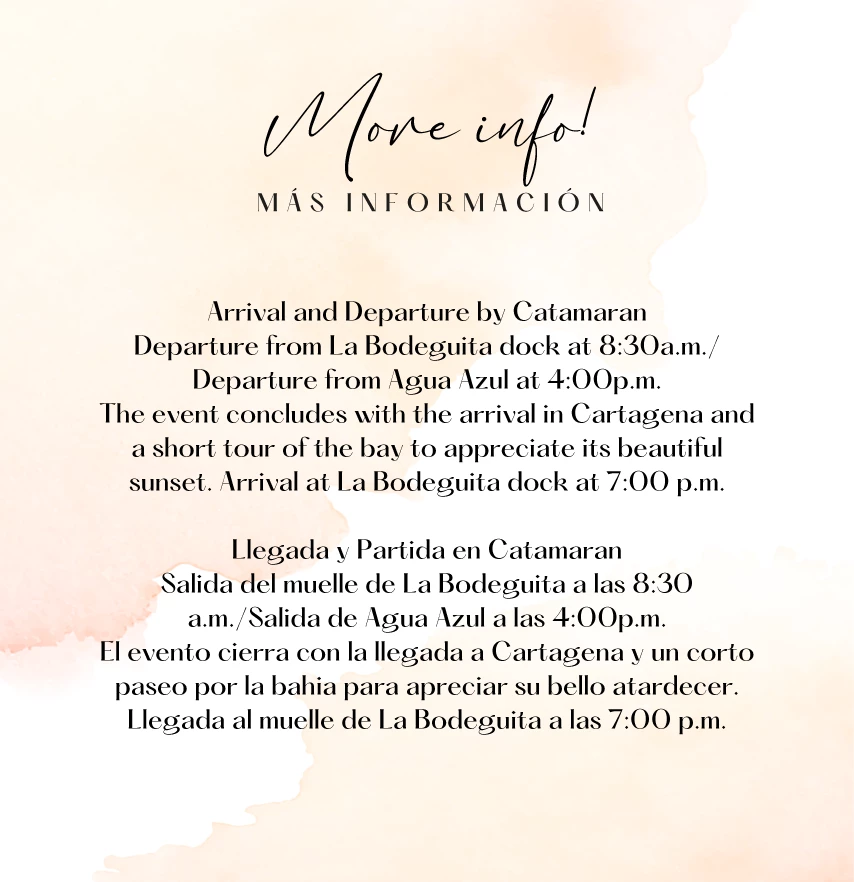 More info!
MÁS INFORMACIÓN
Arrival and Departure by Catamaran
Departure from La Bodeguita dock at 8:30a.m./
Departure from Agua Azul at 4:00p.m.
The event concludes with the arrival in Cartagena and
a short tour of the bay to appreciate its beautiful
sunset. Arrival at La Bodeguita dock at 7:00 p.m.
Llegada y Partida en Catamaran
Salida del muelle de La Bodeguita a las 8:30
a.m./Salida de Agua Azul a las 4:00p.m.
El evento cierra con la llegada a Cartagena y un corto
paseo por la bahia para apreciar su bello atardecer.
Llegada al muelle de La Bodeguita a las 7:00 p.m.